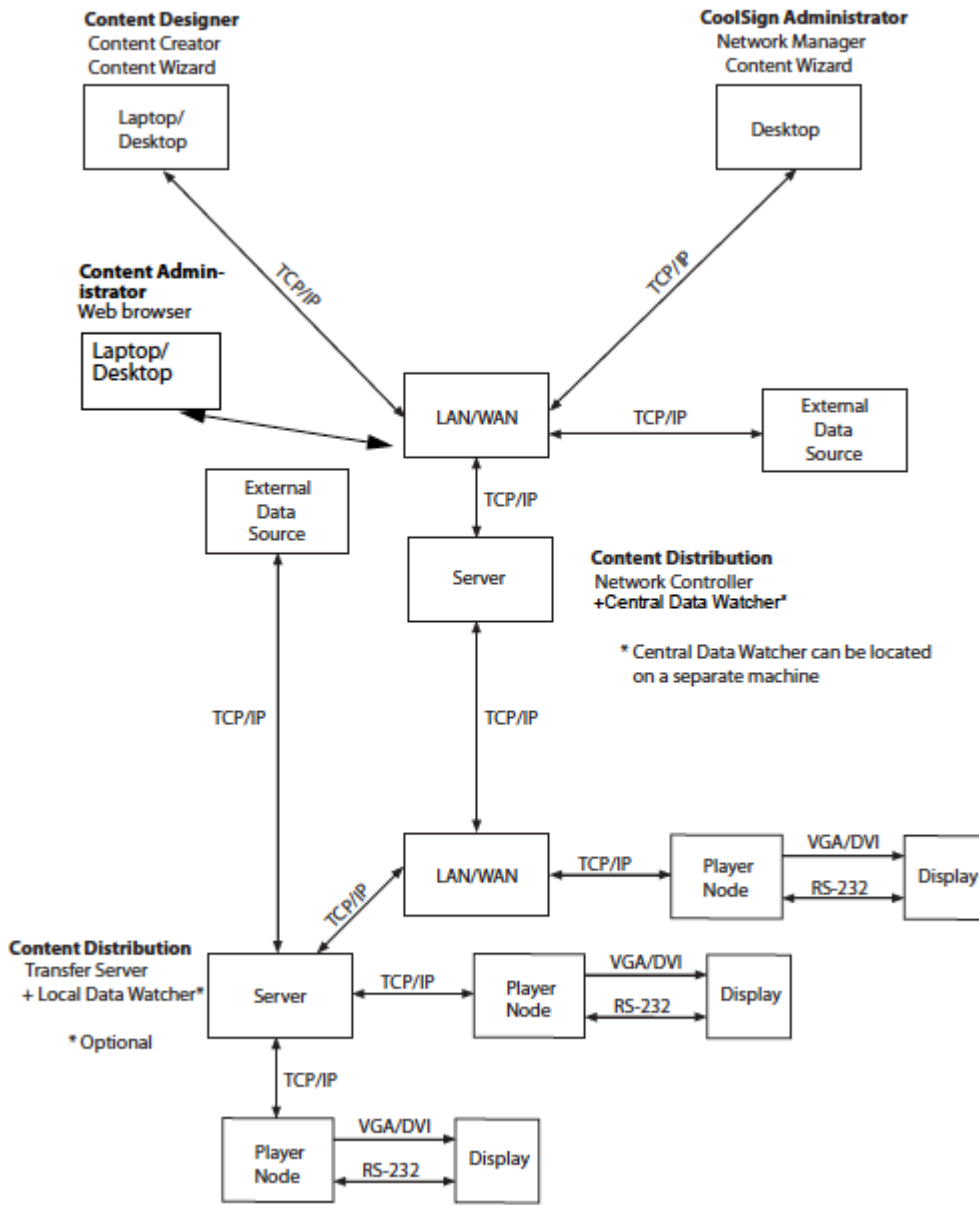 Content Designer
Content Creator
Content Wizard
Laptop/
Desktop
CoolSign Administrator
Network Manager
Content Wizard
Desktop
TCP/IP
TCP/IP
Content Admin-
istrator
Web browser
Laptop/
Desktop
LAN/WAN
TCP/IP
External
Data
Source
External
Data
Source
TCP/IP
Server
Content Distribution
Network Controller
+Central Data Watcher*
* Central Data Watcher can be located
on a separate machine
TCP/IP
TCP/IP
LAN/WAN
TCP/IP
Player
Node
VGA/DVI
RS-232
Display
TCP/IP
Content Distribution
Transfer Server
+ Local Data Watcher*
* Optional
Server
TCP/IP
Player
Node
VGA/DVI
RS-232
Display
TCP/IP
Player
Node
VGA/DVI
RS-232
Display